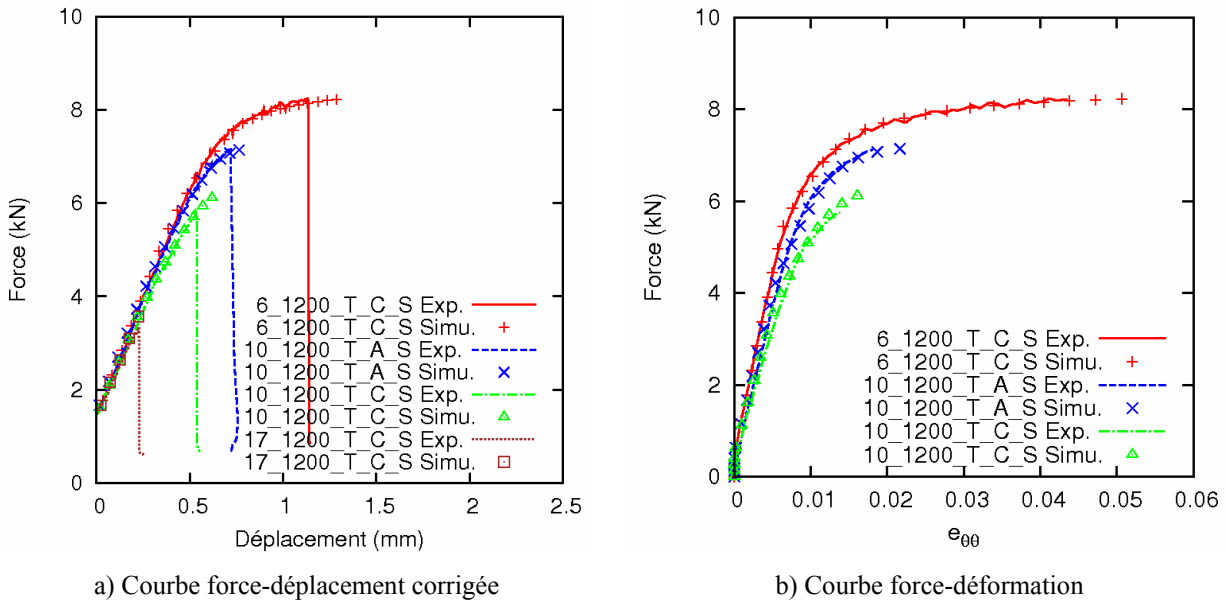 10
8
6
4
2
0
Force (kN)
6_1200_T_C_S Exp.
6_1200_T_C_S Simu.
10_1200_T_A_S Exp.
10_1200_T_A_S Simu.
10_1200_T_C_S Exp.
10_1200_T_C_S Simu.
17_1200_T_C_S Exp.
17_1200_T_C_S Simu.
0 0.5 1 1.5 2 2.5
Déplacement (mm)
a) Courbe force-déplacement corrigée
10
8
6
4
2
0
Force (kN)
6_1200_T_C_S Exp.
6_1200_T_C_S Simu.
10_1200_T_A_S Exp.
10_1200_T_A_S Simu.
10_1200_T_C_S Exp.
10_1200_T_C_S Simu.
0 0.01 0.02 0.03 0.04 0.05 0.06
eθθ
b) Courbe force-déformation